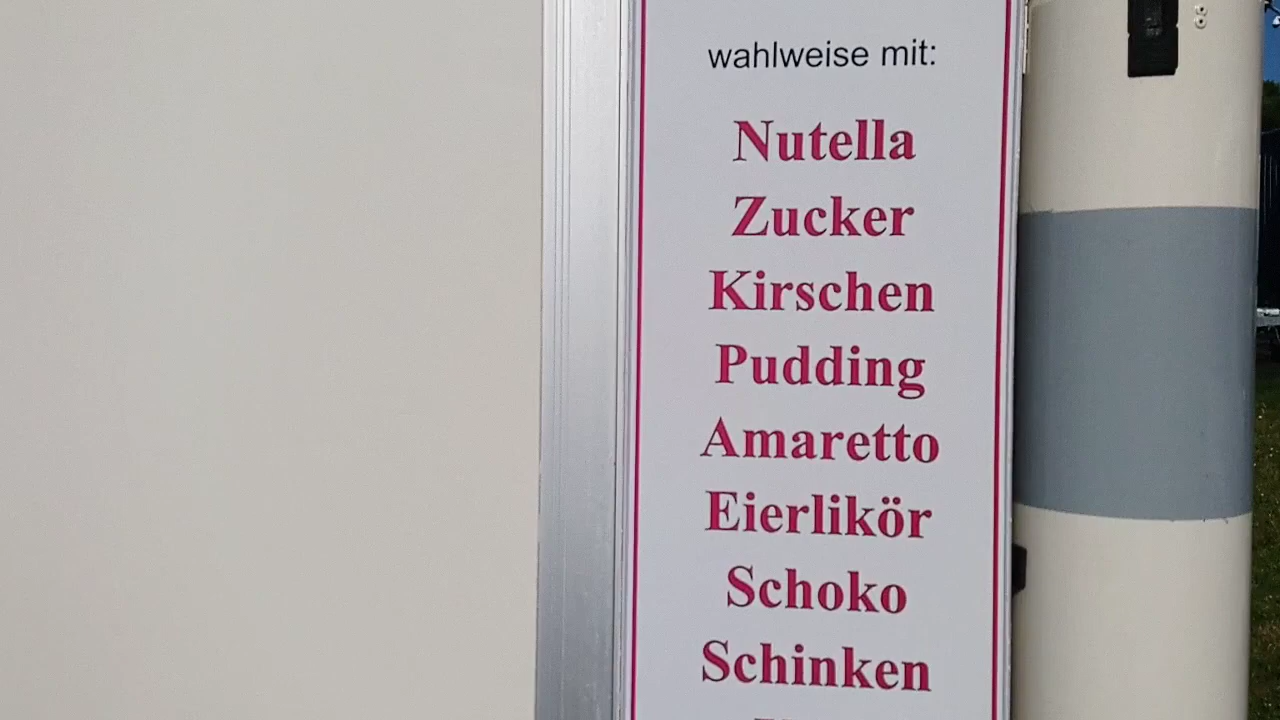 wahlweise mit:
Nutella
Zucker
Kirschen
Pudding
Amaretto
Eierlikör
Schoko
Schinken